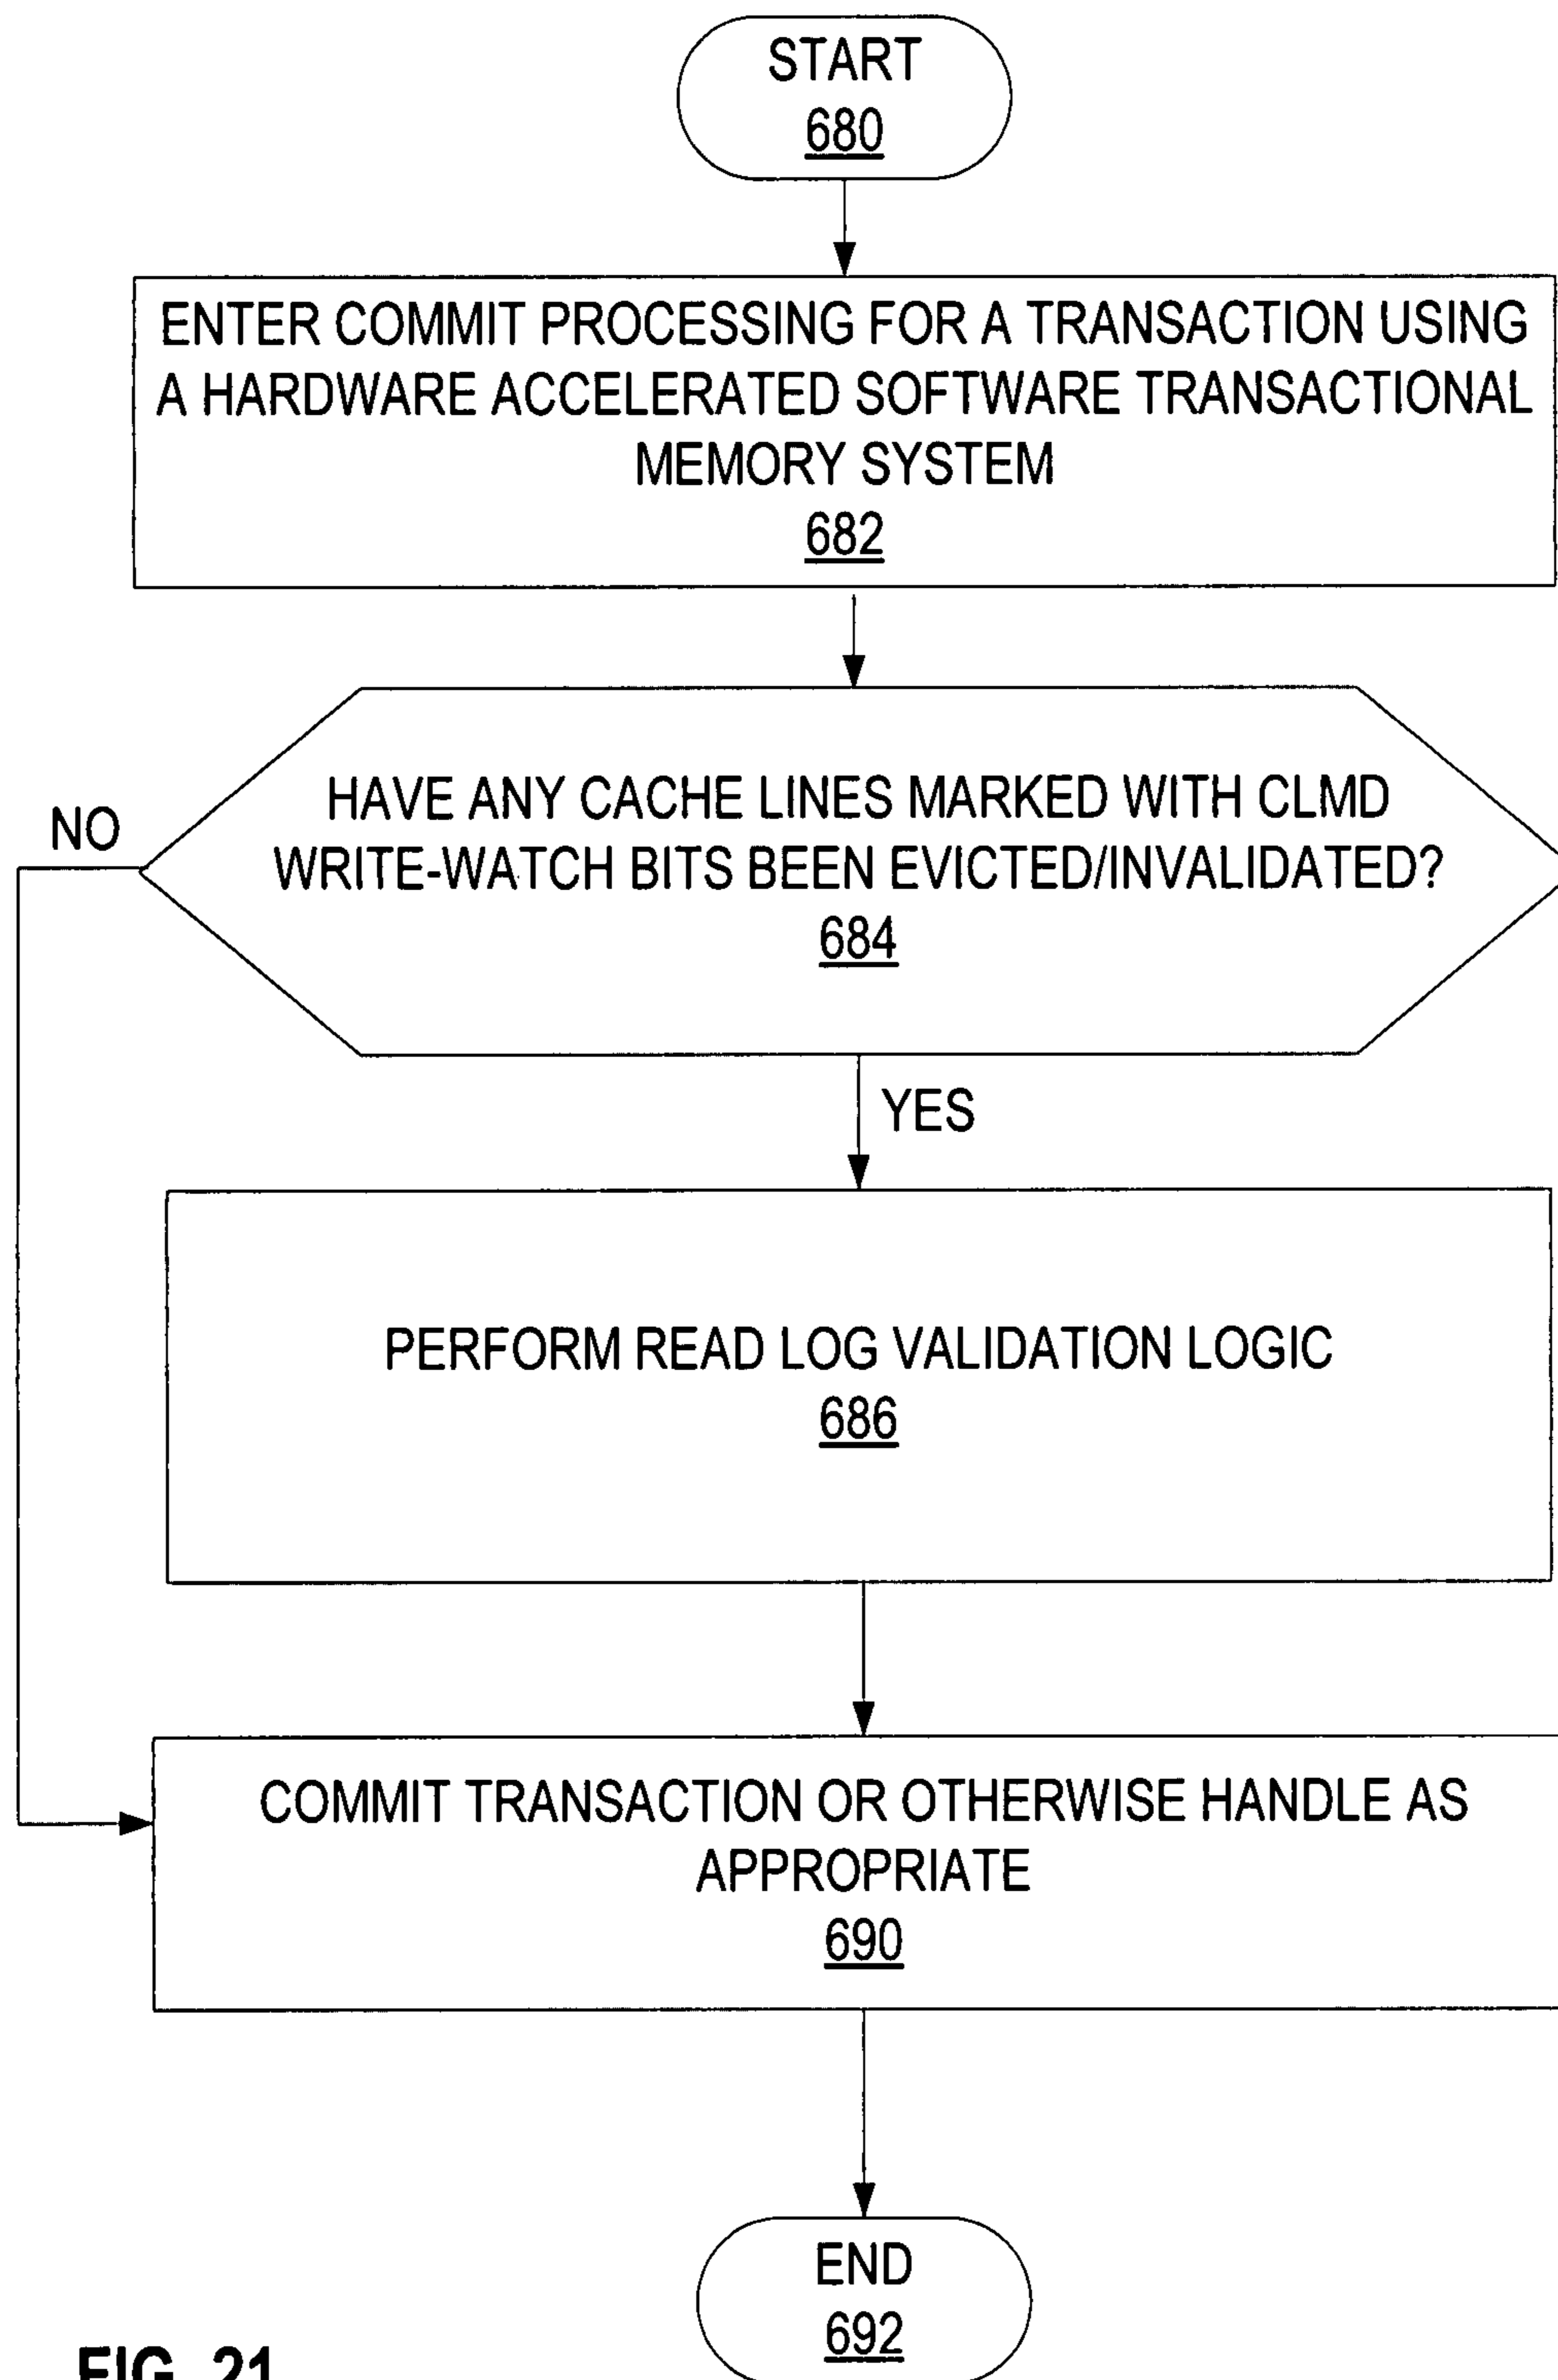 START
680
ENTER COMMIT PROCESSING FOR A TRANSACTION USING
A HARDWARE ACCELERATED SOFTWARE TRANSACTIONAL
MEMORY SYSTEM
682
HAVE ANY CACHE LINES MARKED WITH CLMD
WRITE-WATCH BITS BEEN EVICTED/INVALIDATED?
684
NO
YES
PERFORM READ LOG VALIDATION LOGIC
686
COMMIT TRANSACTION OR OTHERWISE HANDLE AS
APPROPRIATE
690
END
692
FIG. 21